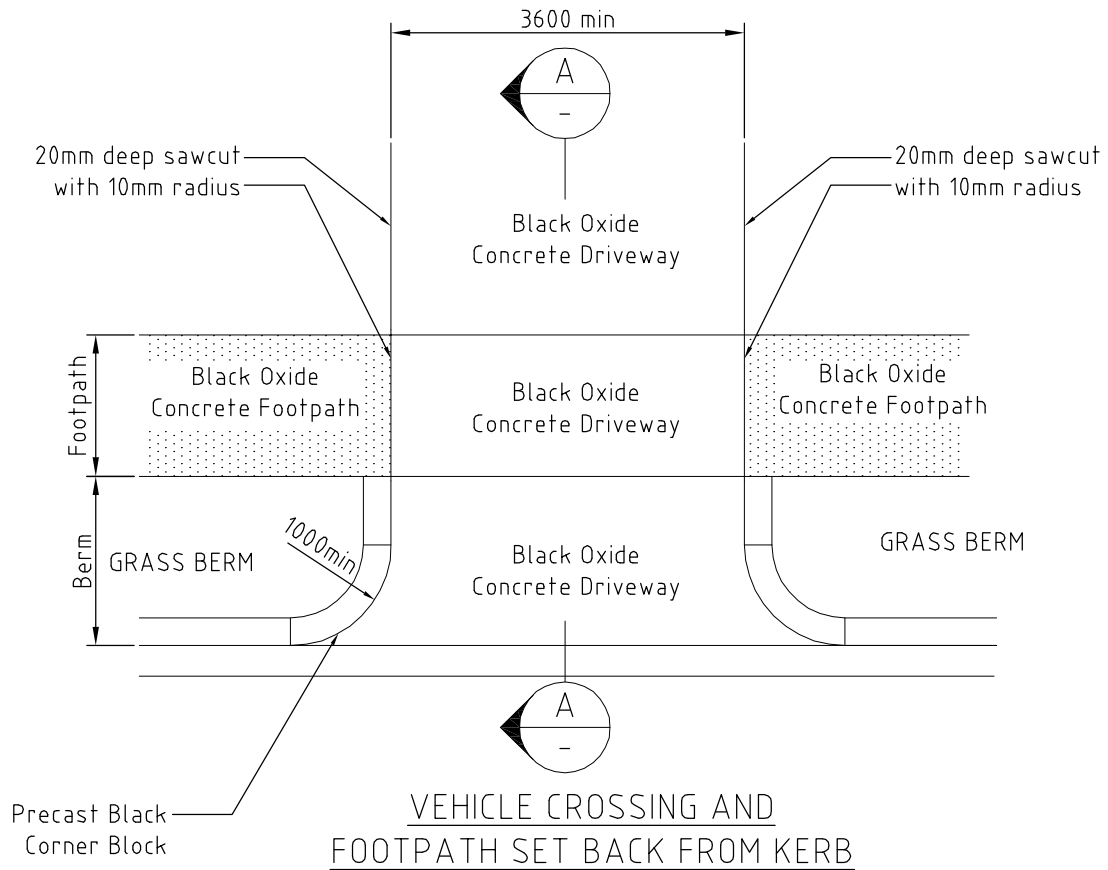 3600 min
A
-
20mm deep sawcut
with 10mm radius
20mm deep sawcut
with 10mm radius
Black Oxide
Concrete Driveway
Footpath
Black Oxide
Concrete Footpath
Black Oxide
Concrete Driveway
Black Oxide
Concrete Footpath
Berm
GRASS BERM
1000min
Black Oxide
Concrete Driveway
GRASS BERM
A
-
Precast Black
Corner Block
VEHICLE CROSSING AND
FOOTPATH SET BACK FROM KERB